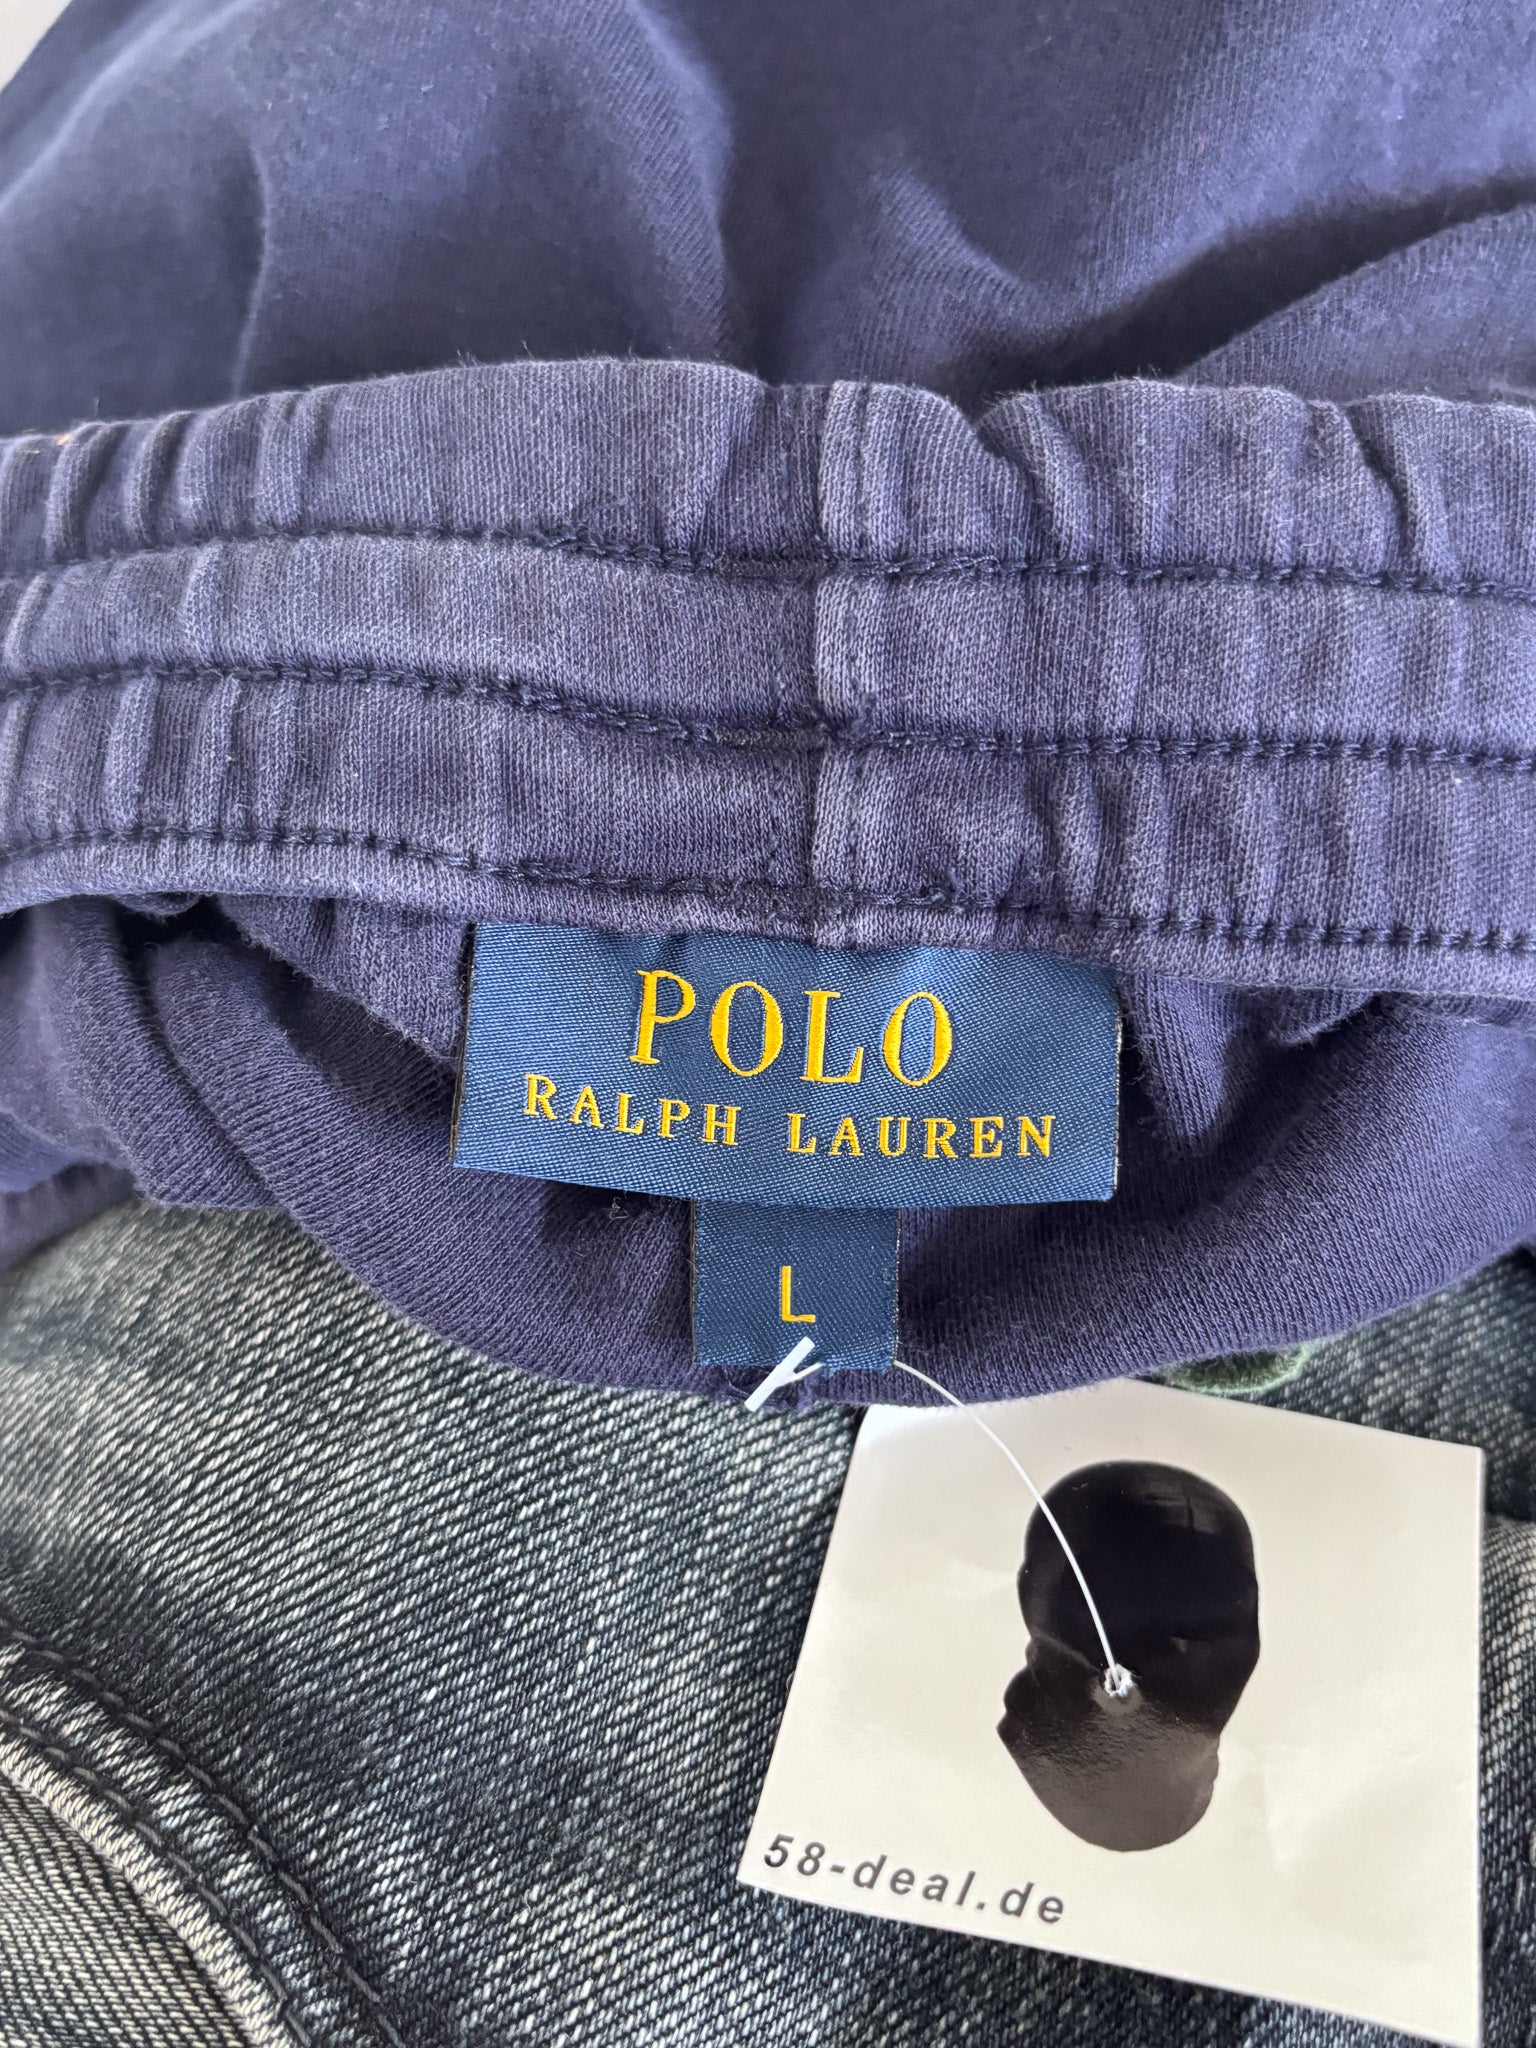 POLO
RALPH LAUREN
L
58-deal.de